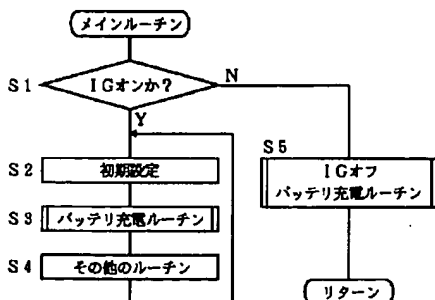 メインルーチン
S1
IGオンか?
N
Y
S5
IGオフ
バッテリ充電ルーチン
S2
初期設定
S3
バッテリ充電ルーチン
S4
その他のルーチン
リターン